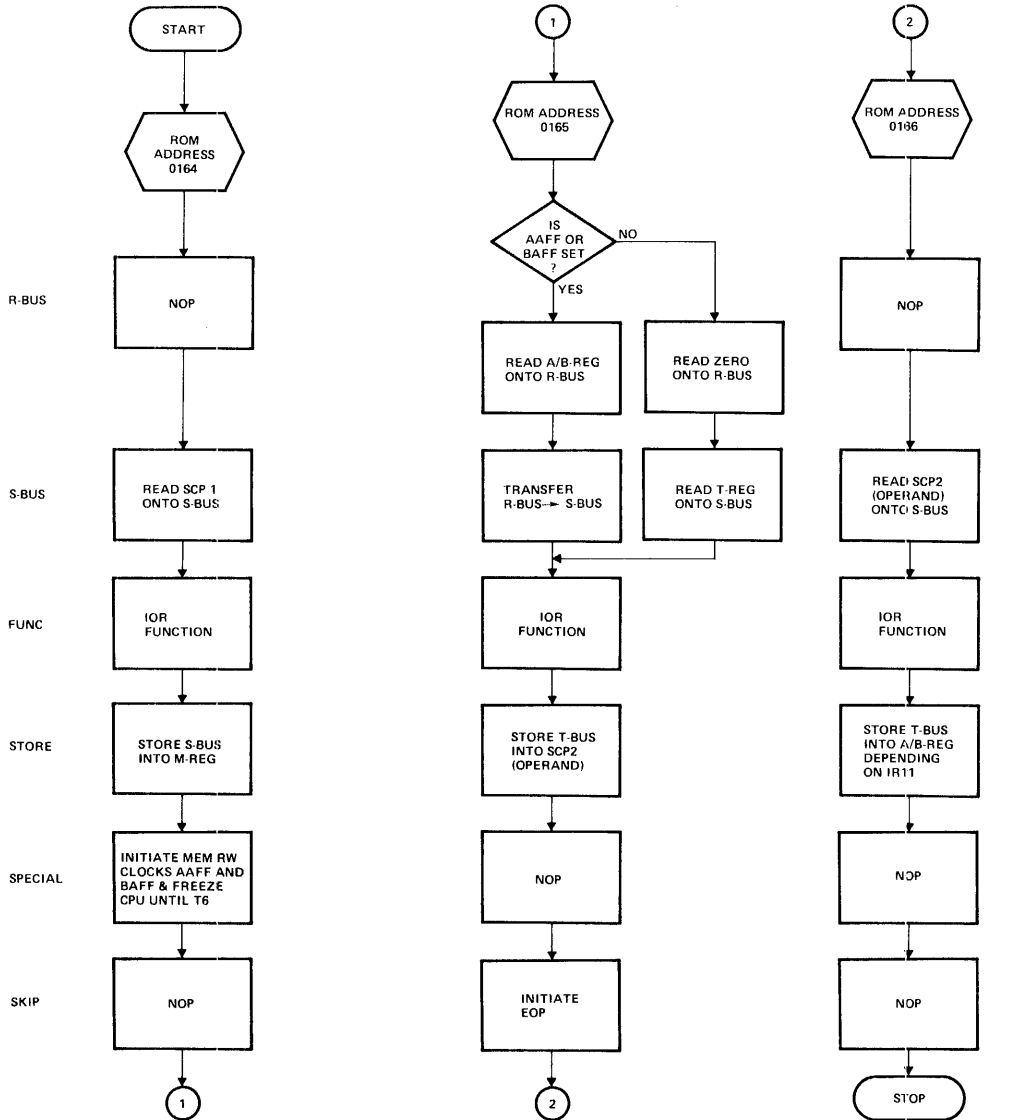 START
ROM
ADDRESS
0164
R-BUS
NOP
S-BUS
READ SCP 1
ONTO S-BUS
FUNC
IOR
FUNCTION
STORE
STORE S-BUS
INTO M-REG
SPECIAL
INITIATE MEM RW
CLOCKS AAFF AND
BAFF & FREEZE
CPU UNTIL T6
SKIP
NOP
1
1
ROM ADDRESS
0165
IS
AAFF OR
BAFF SET
?
NO
YES
READ A/B-REG
ONTO R-BUS
READ ZERO
ONTO R-BUS
TRANSFER
R-BUS→ S-BUS
READ T-REG
ONTO S-BUS
IOR
FUNCTION
STORE T-BUS
INTO SCP2
(OPERAND)
NOP
INITIATE
EOP
2
2
ROM ADDRESS
0166
NOP
READ SCP2
(OPERAND)
ONTO S-BUS
IOR
FUNCTION
STORE T-BUS
INTO A/B-REG
DEPENDING
ON IR11
NOP
NOP
STOP